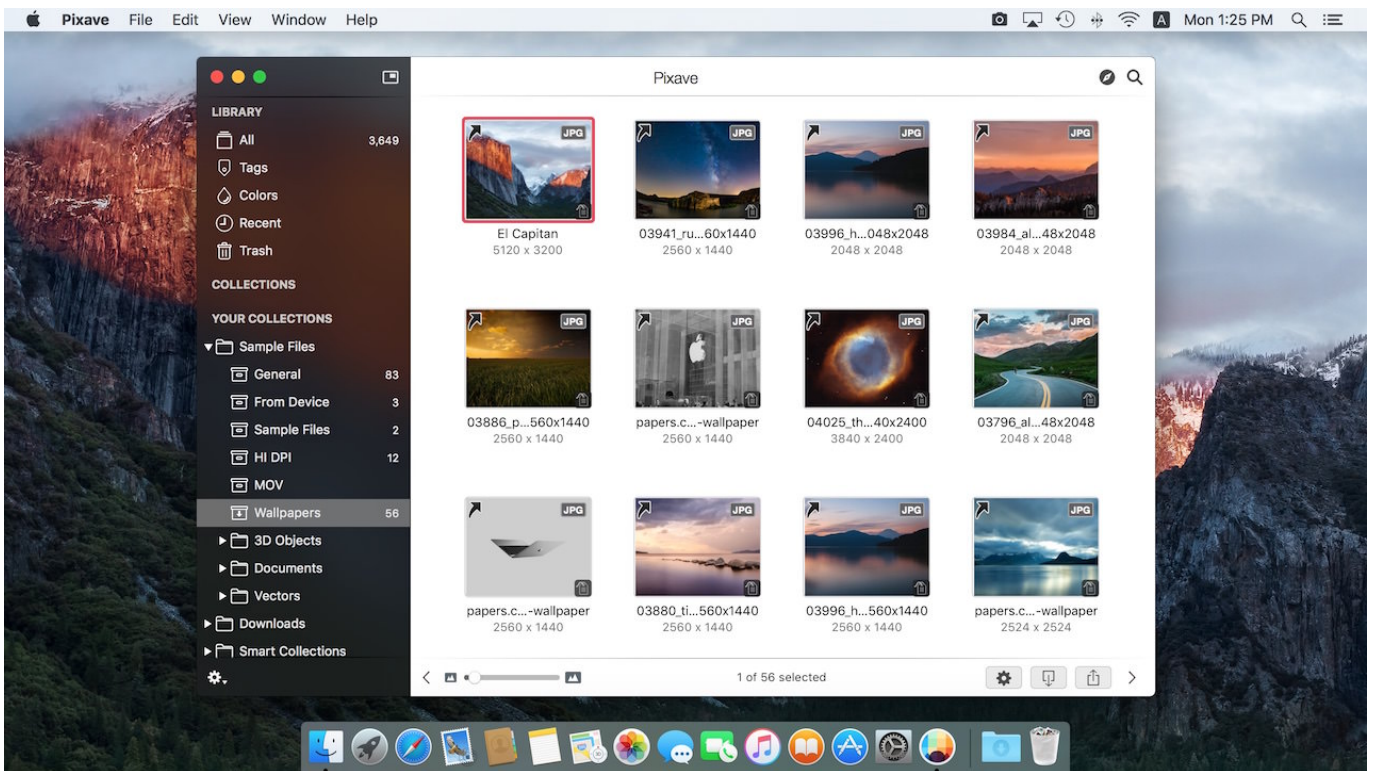 Pixave File Edit View Window Help A Mon 1:25 PM
Pixave
LIBRARY
All 3,649
Tags
Colors
Recent
Trash
COLLECTIONS
YOUR COLLECTIONS
Sample Files
General 83
From Device 3
Sample Files 2
HI DPI 12
MOV
Wallpapers 56
3D Objects
Documents
Vectors
Downloads
Smart Collections
JPG JPG JPG JPG
El Capitan 03941_ru...60x1440 03996_h...048x2048 03984_al...48x2048
5120 x 3200 2560 x 1440 2048 x 2048 2048 x 2048
JPG JPG JPG JPG
03886_p...560x1440 papers.c...-wallpaper 04025_th...40x2400 03796_al...48x2048
2560 x 1440 2560 x 1440 3840 x 2400 2048 x 2048
JPG JPG JPG JPG
papers.c...-wallpaper 03880_ti...560x1440 03996_h...560x1440 papers.c...-wallpaper
2560 x 1440 2560 x 1440 2560 x 1440 2524 x 2524
1 of 56 selected